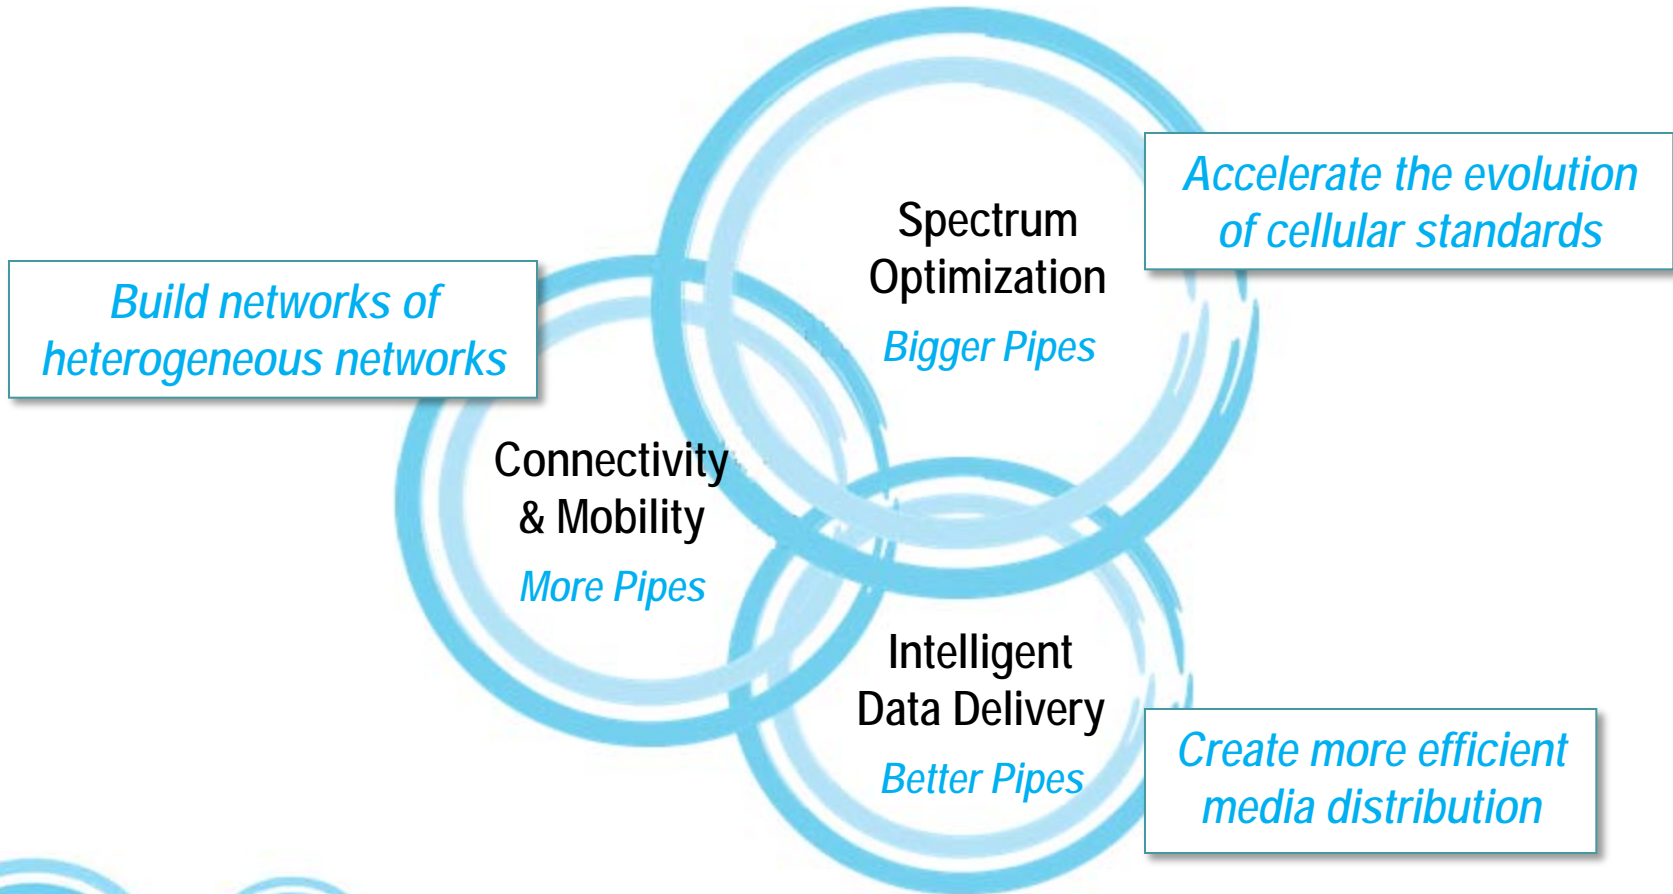 Spectrum
Optimization
Bigger Pipes
Accelerate the evolution
of cellular standards
Build networks of
heterogeneous networks
Connectivity
& Mobility
More Pipes
Intelligent
Data Delivery
Better Pipes
Create more efficient
media distribution